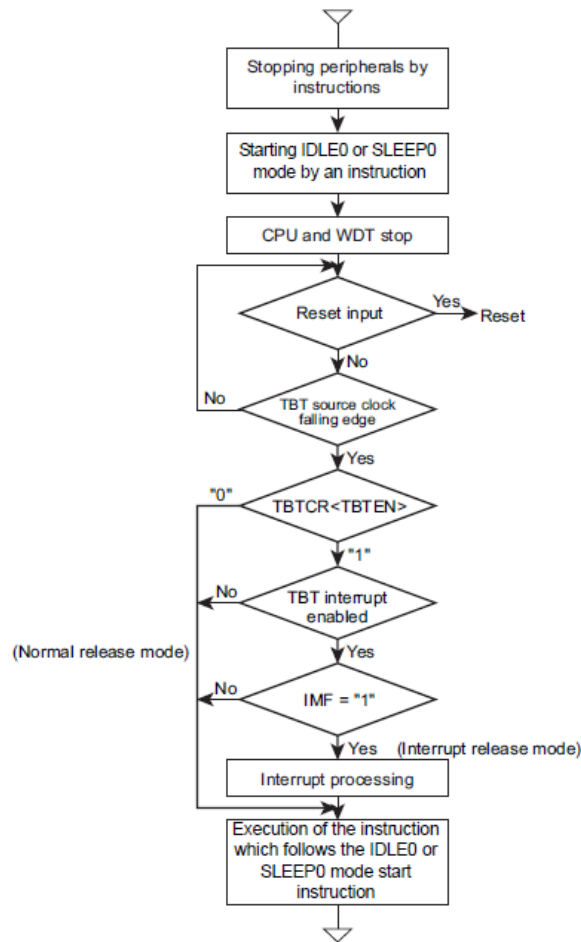 Stopping peripherals by
instructions
Starting IDLE0 or SLEEP0
mode by an instruction
CPU and WDT stop
Reset input
Yes
Reset
No
No
TBT source clock
falling edge
Yes
"0"
TBTCR<TBTEN>
"1"
No
TBT interrupt
enabled
(Normal release mode)
Yes
No
IMF = "1"
Yes (Interrupt release mode)
Interrupt processing
Execution of the instruction
which follows the IDLE0 or
SLEEP0 mode start
instruction